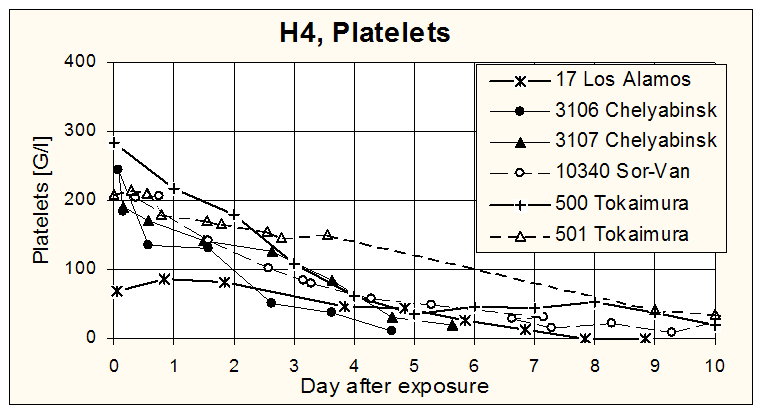 H4, Platelets
Platelets [G/l]
400
300
200
100
0
17 Los Alamos
3106 Chelyabinsk
3107 Chelyabinsk
10340 Sor-Van
500 Tokaimura
501 Tokaimura
0 1 2 3 4 5 6 7 8 9 10
Day after exposure